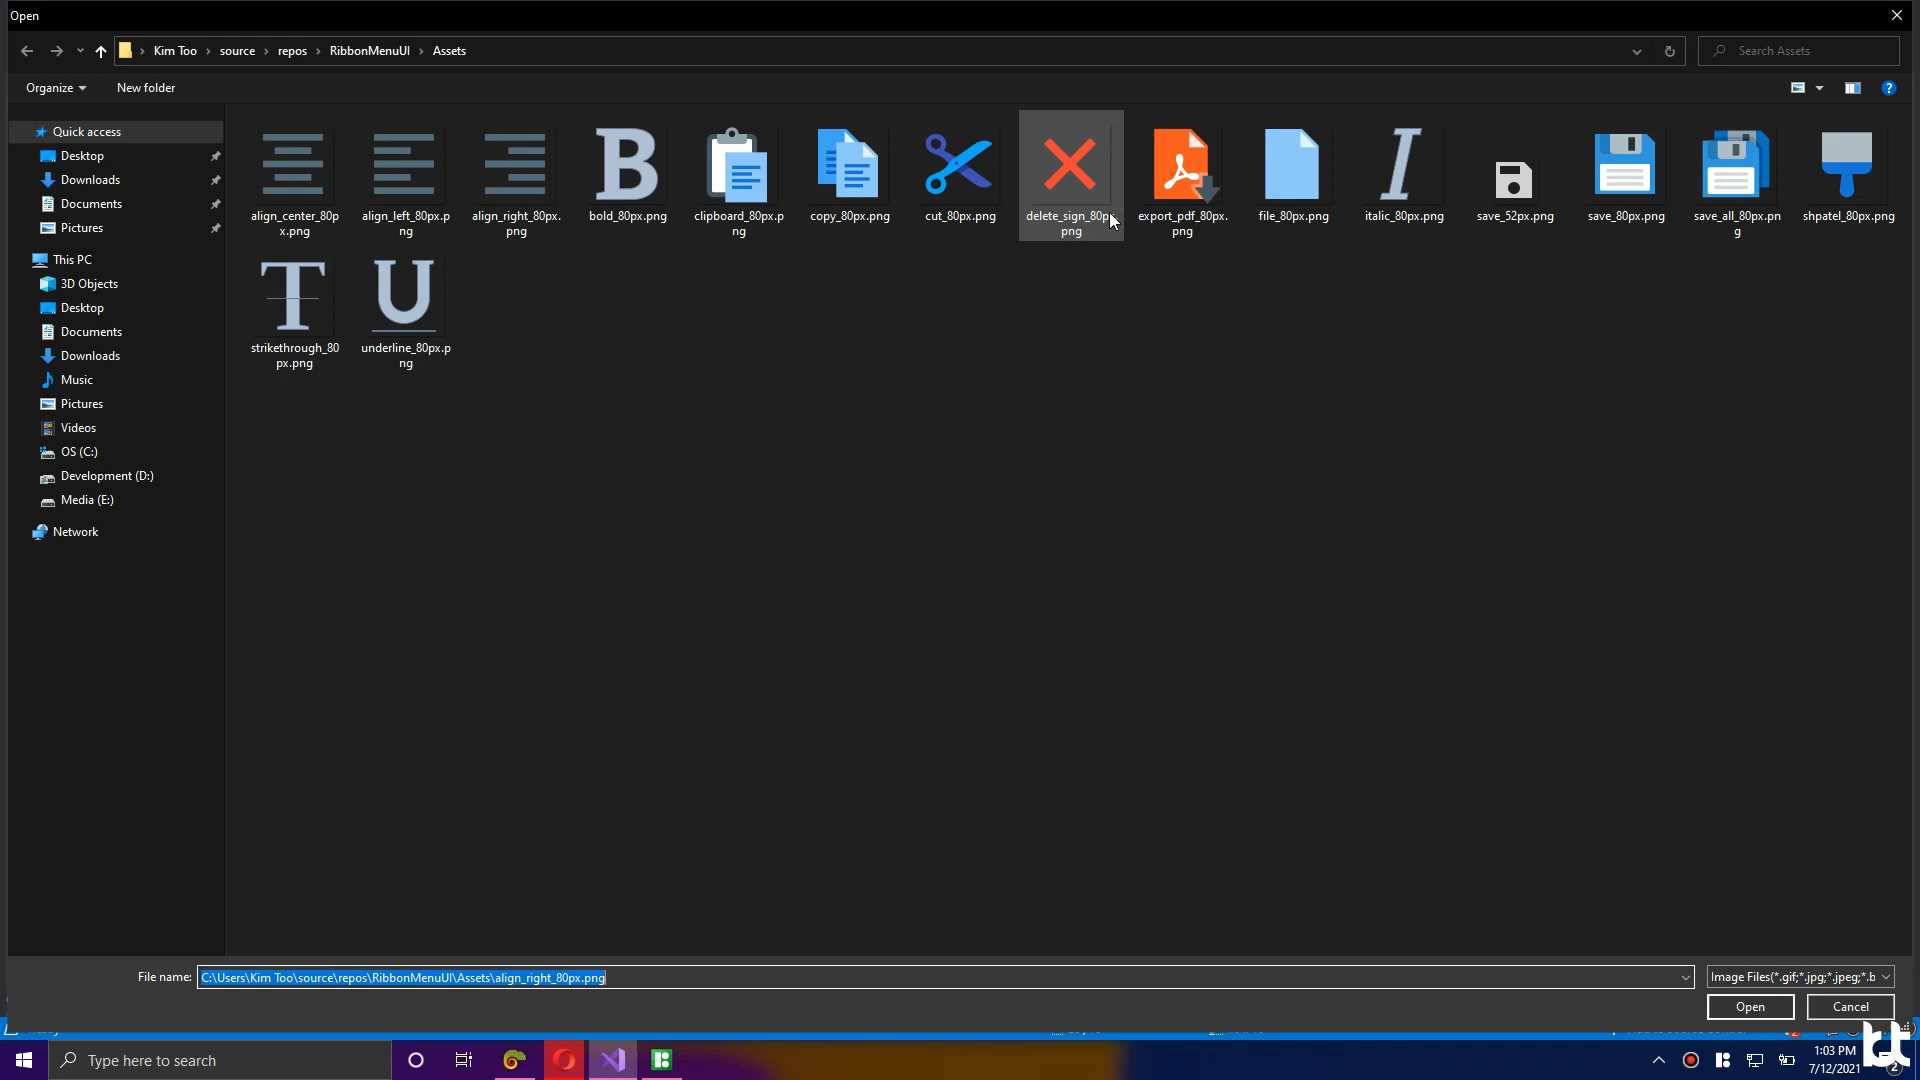 Open
Kim Too › source › repos › RibbonMenuUI › Assets
Search Assets
Organize
New folder
Quick access
Desktop
Downloads
Documents
Pictures
This PC
3D Objects
Desktop
Documents
Downloads
Music
Pictures
Videos
OS (C:)
Development (D:)
Media (E:)
Network
align_center_80p
x.png
align_left_80px.p
ng
align_right_80px.
png
bold_80px.png
clipboard_80px.p
ng
copy_80px.png
cut_80px.png
delete_sign_80p
png
export_pdf_80px.
png
file_80px.png
italic_80px.png
save_52px.png
save_80px.png
save_all_80px.pn
g
shpatel_80px.png
strikethrough_80
px.png
underline_80px.p
ng
File name:
C:\Users\Kim Too\source\repos\RibbonMenuUI\Assets\align_right_80px.png
Image Files(*.gif;*.jpg;*.jpeg;*.b
Open
Cancel
Type here to search
1:03 PM
7/12/2021
2